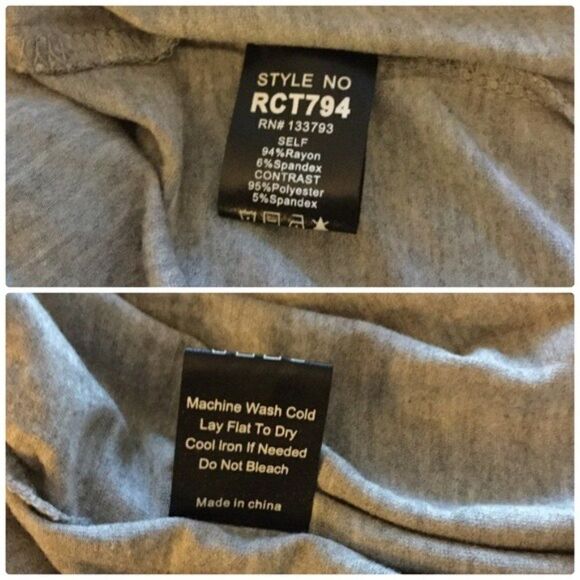 STYLE NO
RCT794
RN# 133793
SELF
94%Rayon
6%Spandex
CONTRAST
95%Polyester
5%Spandex
Machine Wash Cold
Lay Flat To Dry
Cool Iron If Needed
Do Not Bleach
Made in china